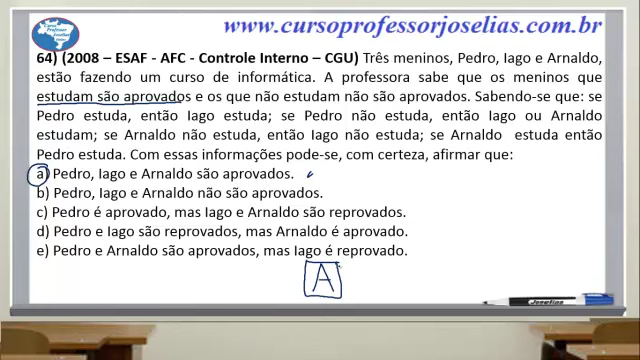 www.cursoprofessorjoselias.com.br
64) (2008 – ESAF - AFC - Controle Interno – CGU) Três meninos, Pedro, Iago e Arnaldo,
estão fazendo um curso de informática. A professora sabe que os meninos que
estudam são aprovados e os que não estudam não são aprovados. Sabendo-se que: se
Pedro estuda, então Iago estuda; se Pedro não estuda, então Iago ou Arnaldo
estudam; se Arnaldo não estuda, então Iago não estuda; se Arnaldo estuda então
Pedro estuda. Com essas informações pode-se, com certeza, afirmar que:
a) Pedro, Iago e Arnaldo são aprovados.
b) Pedro, Iago e Arnaldo não são aprovados.
c) Pedro é aprovado, mas Iago e Arnaldo são reprovados.
d) Pedro e Iago são reprovados, mas Arnaldo é aprovado.
e) Pedro e Arnaldo são aprovados, mas Iago é reprovado.
A
Joselias